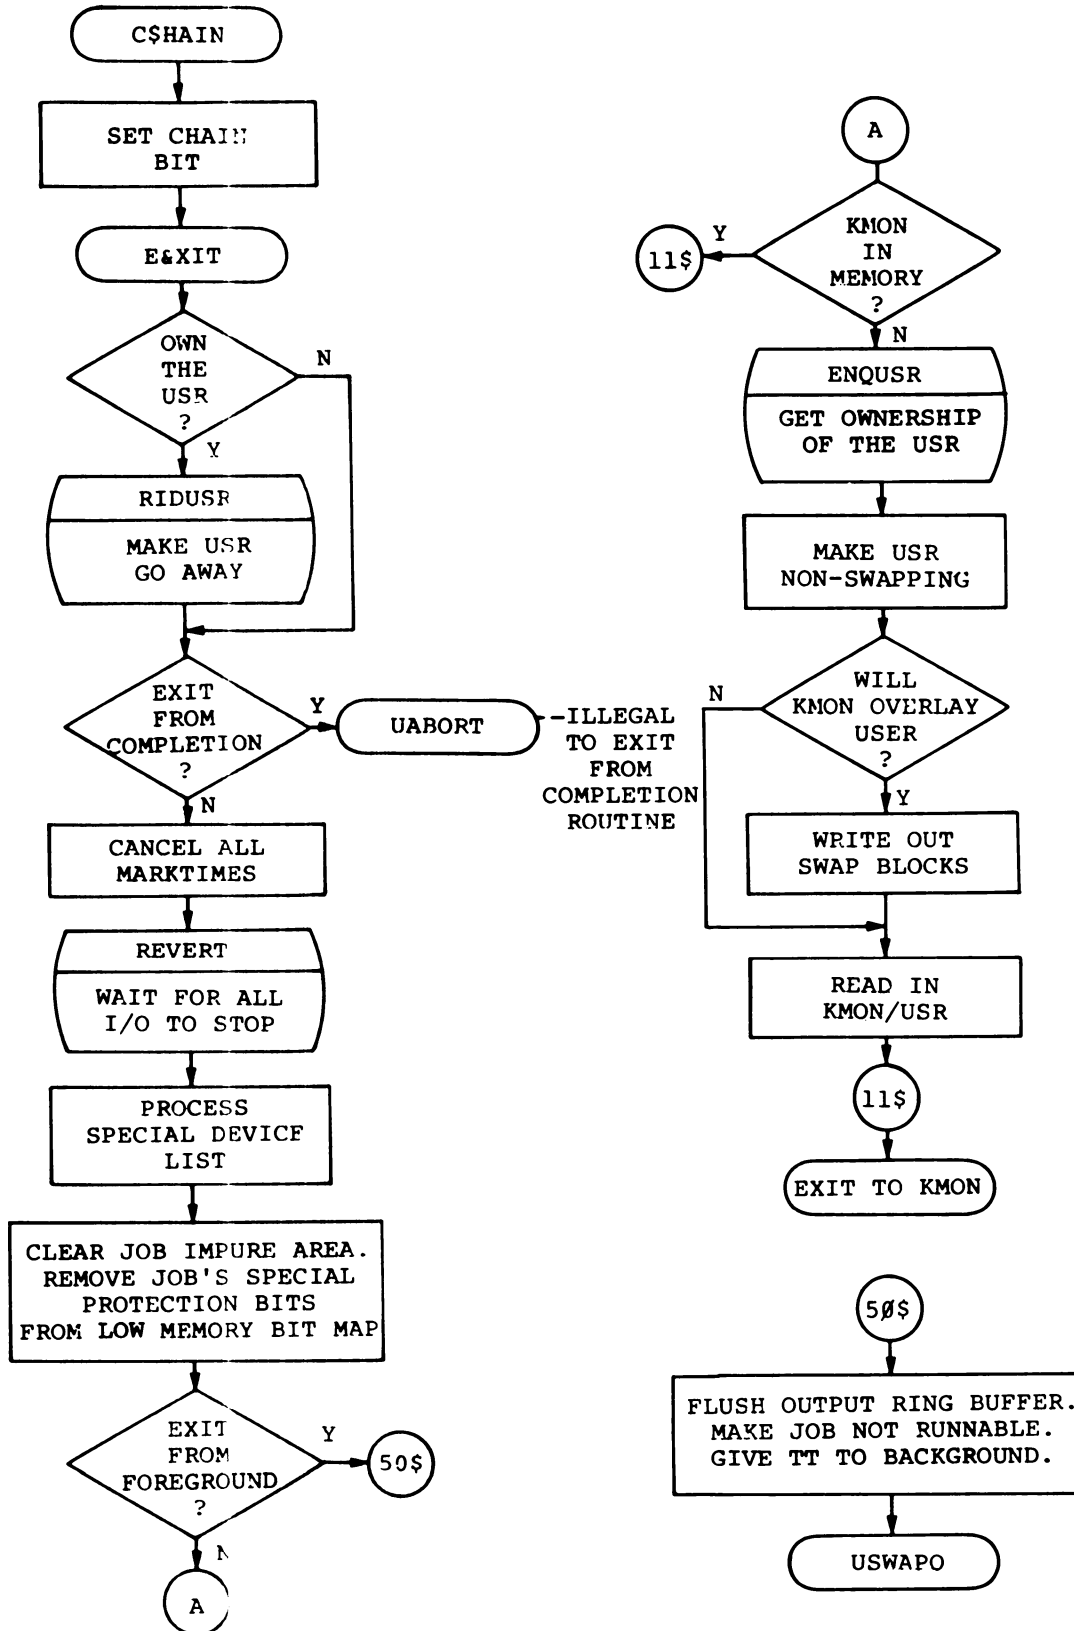 C$HAIN
SET CHAIN
BIT
E&XIT
OWN
THE
USR
?
N
Y
RIDUSR
MAKE USR
GO AWAY
EXIT
FROM
COMPLETION
?
Y
UABORT
-ILLEGAL
TO EXIT
FROM
COMPLETION
ROUTINE
N
CANCEL ALL
MARKTIMES
REVERT
WAIT FOR ALL
I/O TO STOP
PROCESS
SPECIAL DEVICE
LIST
CLEAR JOB IMPURE AREA.
REMOVE JOB'S SPECIAL
PROTECTION BITS
FROM LOW MEMORY BIT MAP
EXIT
FROM
FOREGROUND
?
Y
50$
N
A
A
KMON
IN
MEMORY
?
Y
11$
N
ENQUSR
GET OWNERSHIP
OF THE USR
MAKE USR
NON-SWAPPING
WILL
KMON OVERLAY
USER
?
N
Y
WRITE OUT
SWAP BLOCKS
READ IN
KMON/USR
11$
EXIT TO KMON
5Ø$
FLUSH OUTPUT RING BUFFER.
MAKE JOB NOT RUNNABLE.
GIVE TT TO BACKGROUND.
USWAPO